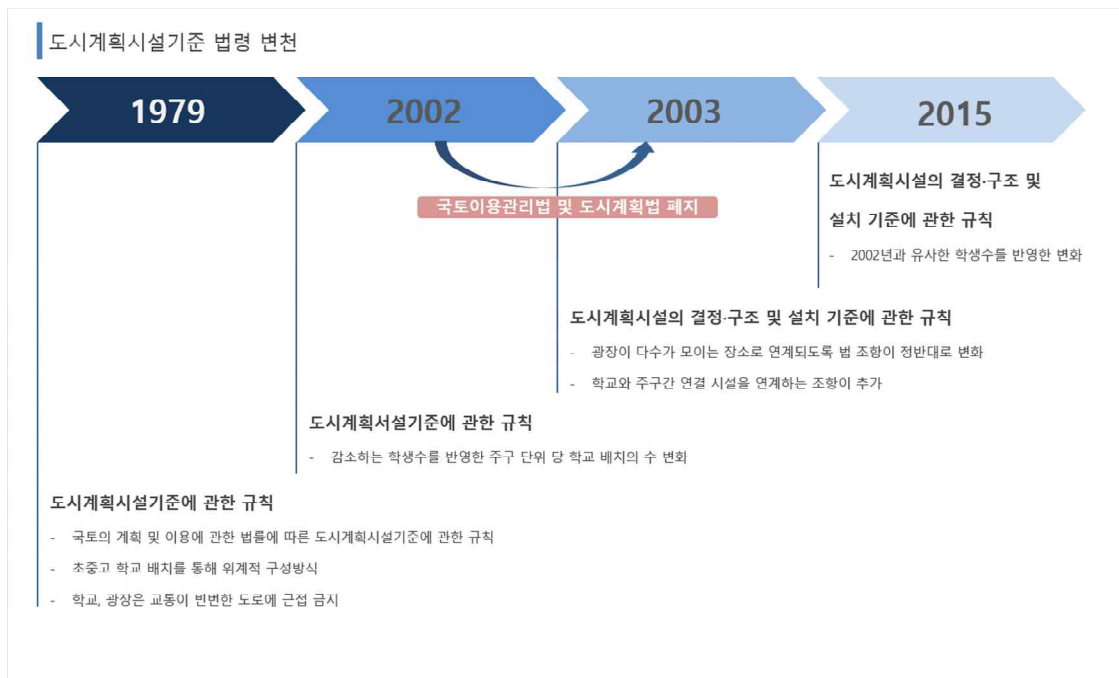 도시계획시설기준 법령 변천
1979
2002
2003
2015
국토이용관리법 및 도시계획법 폐지
도시계획시설의 결정·구조 및
설치 기준에 관한 규칙
- 2002년과 유사한 학생수를 반영한 변화
도시계획시설의 결정·구조 및 설치 기준에 관한 규칙
- 광장이 다수가 모이는 장소로 연계되도록 법 조항이 정반대로 변화
- 학교와 주구간 연결 시설을 연계하는 조항이 추가
도시계획서설기준에 관한 규칙
- 감소하는 학생수를 반영한 주구 단위 당 학교 배치의 수 변화
도시계획시설기준에 관한 규칙
- 국토의 계획 및 이용에 관한 법률에 따른 도시계획시설기준에 관한 규칙
- 초중고 학교 배치를 통해 위계적 구성방식
- 학교, 광장은 교통이 빈번한 도로에 근접 금시